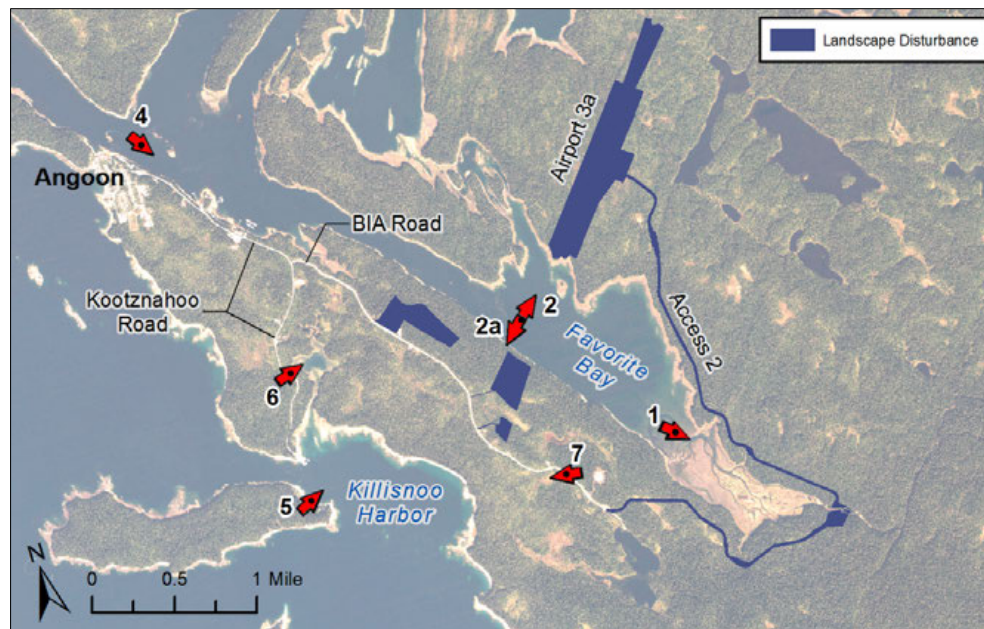 Landscape Disturbance
4
Angoon
BIA Road
Kootznahoo
Road
Airport 3a
2
2a
Favorite
Bay
Access 2
1
6
7
5
Killisnoo
Harbor
N
0 0.5 1 Mile